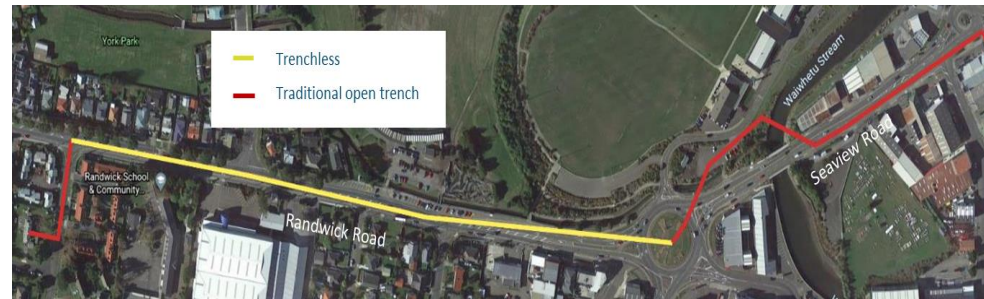 York Park
Trenchless
Traditional open trench
Waiwhetu Stream
Seaview Road
Randwick School
& Community...
Randwick Road